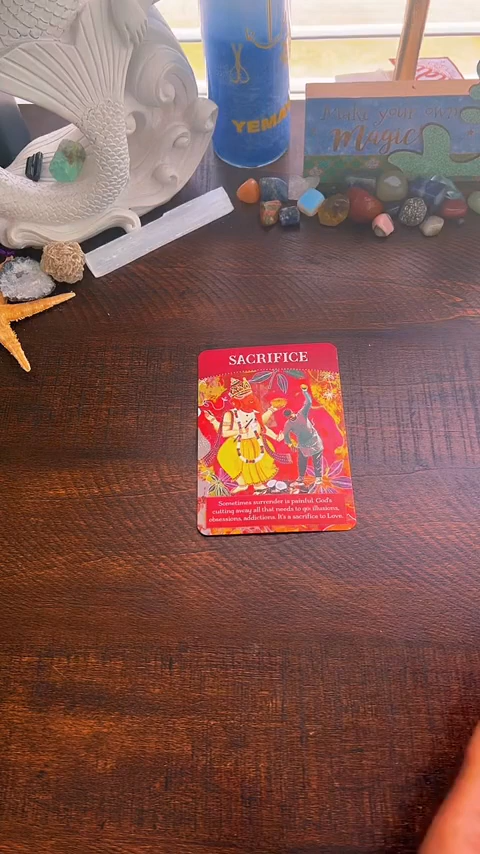 YEMA
Make your own
Magic
SACRIFICE
Sometimes surrender is painful. God's
cutting away all that needs to go: illusions,
obsessions, addictions. It's a sacrifice to Love.